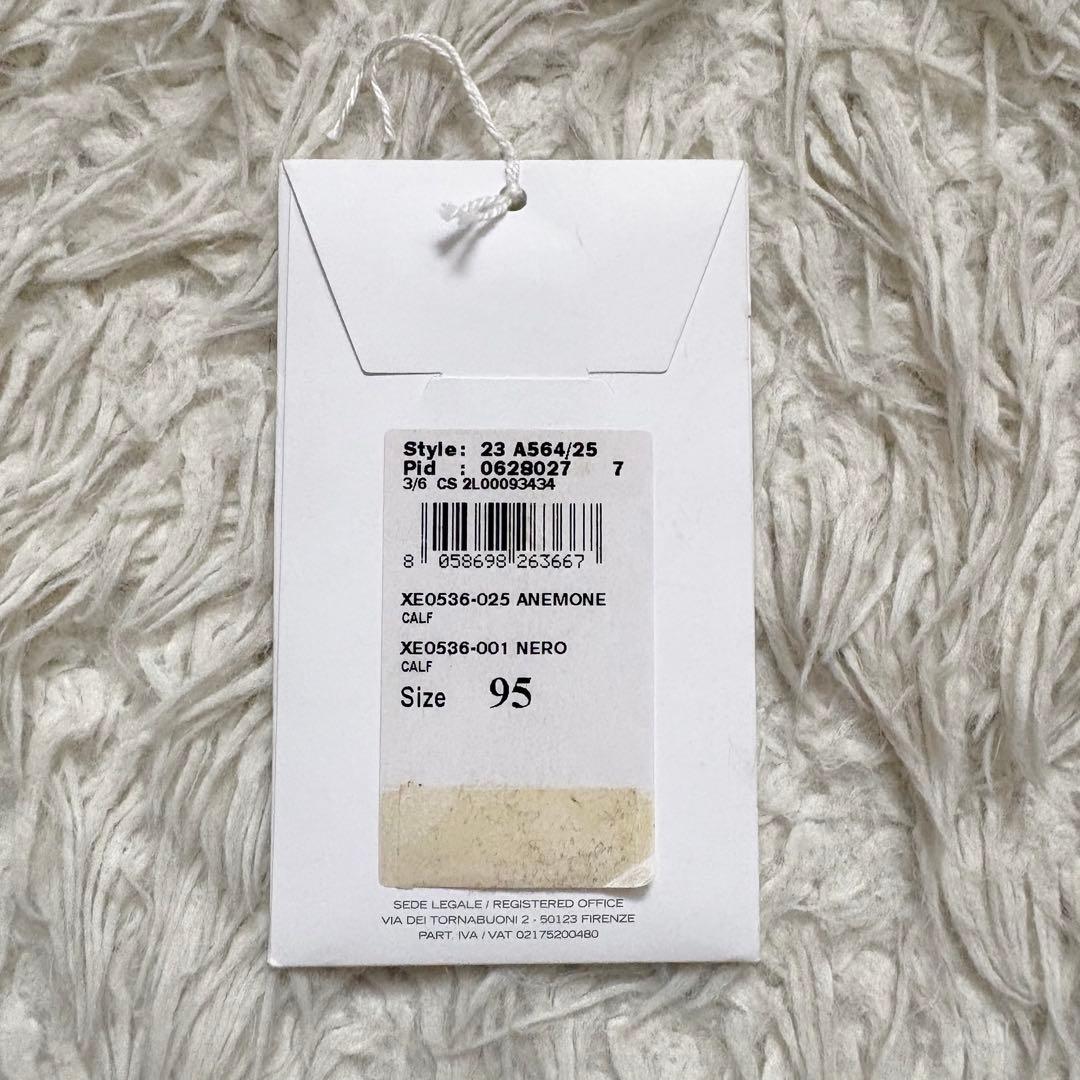 Style: 23 A564/25
Pid : 0628027 7
3/6 CS 2L00093434
8 058698 263667
XE0536-025 ANEMONE
CALF
XE0536-001 NERO
CALF
Size 95
SEDE LEGALE / REGISTERED OFFICE
VIA DEI TORNABUONI 2 - 50123 FIRENZE
PART. IVA / VAT 02175200480